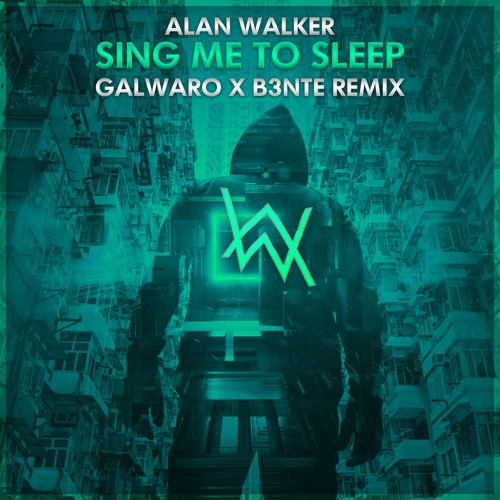 ALAN WALKER
SING ME TO SLEEP
GALWARO X B3NTE REMIX